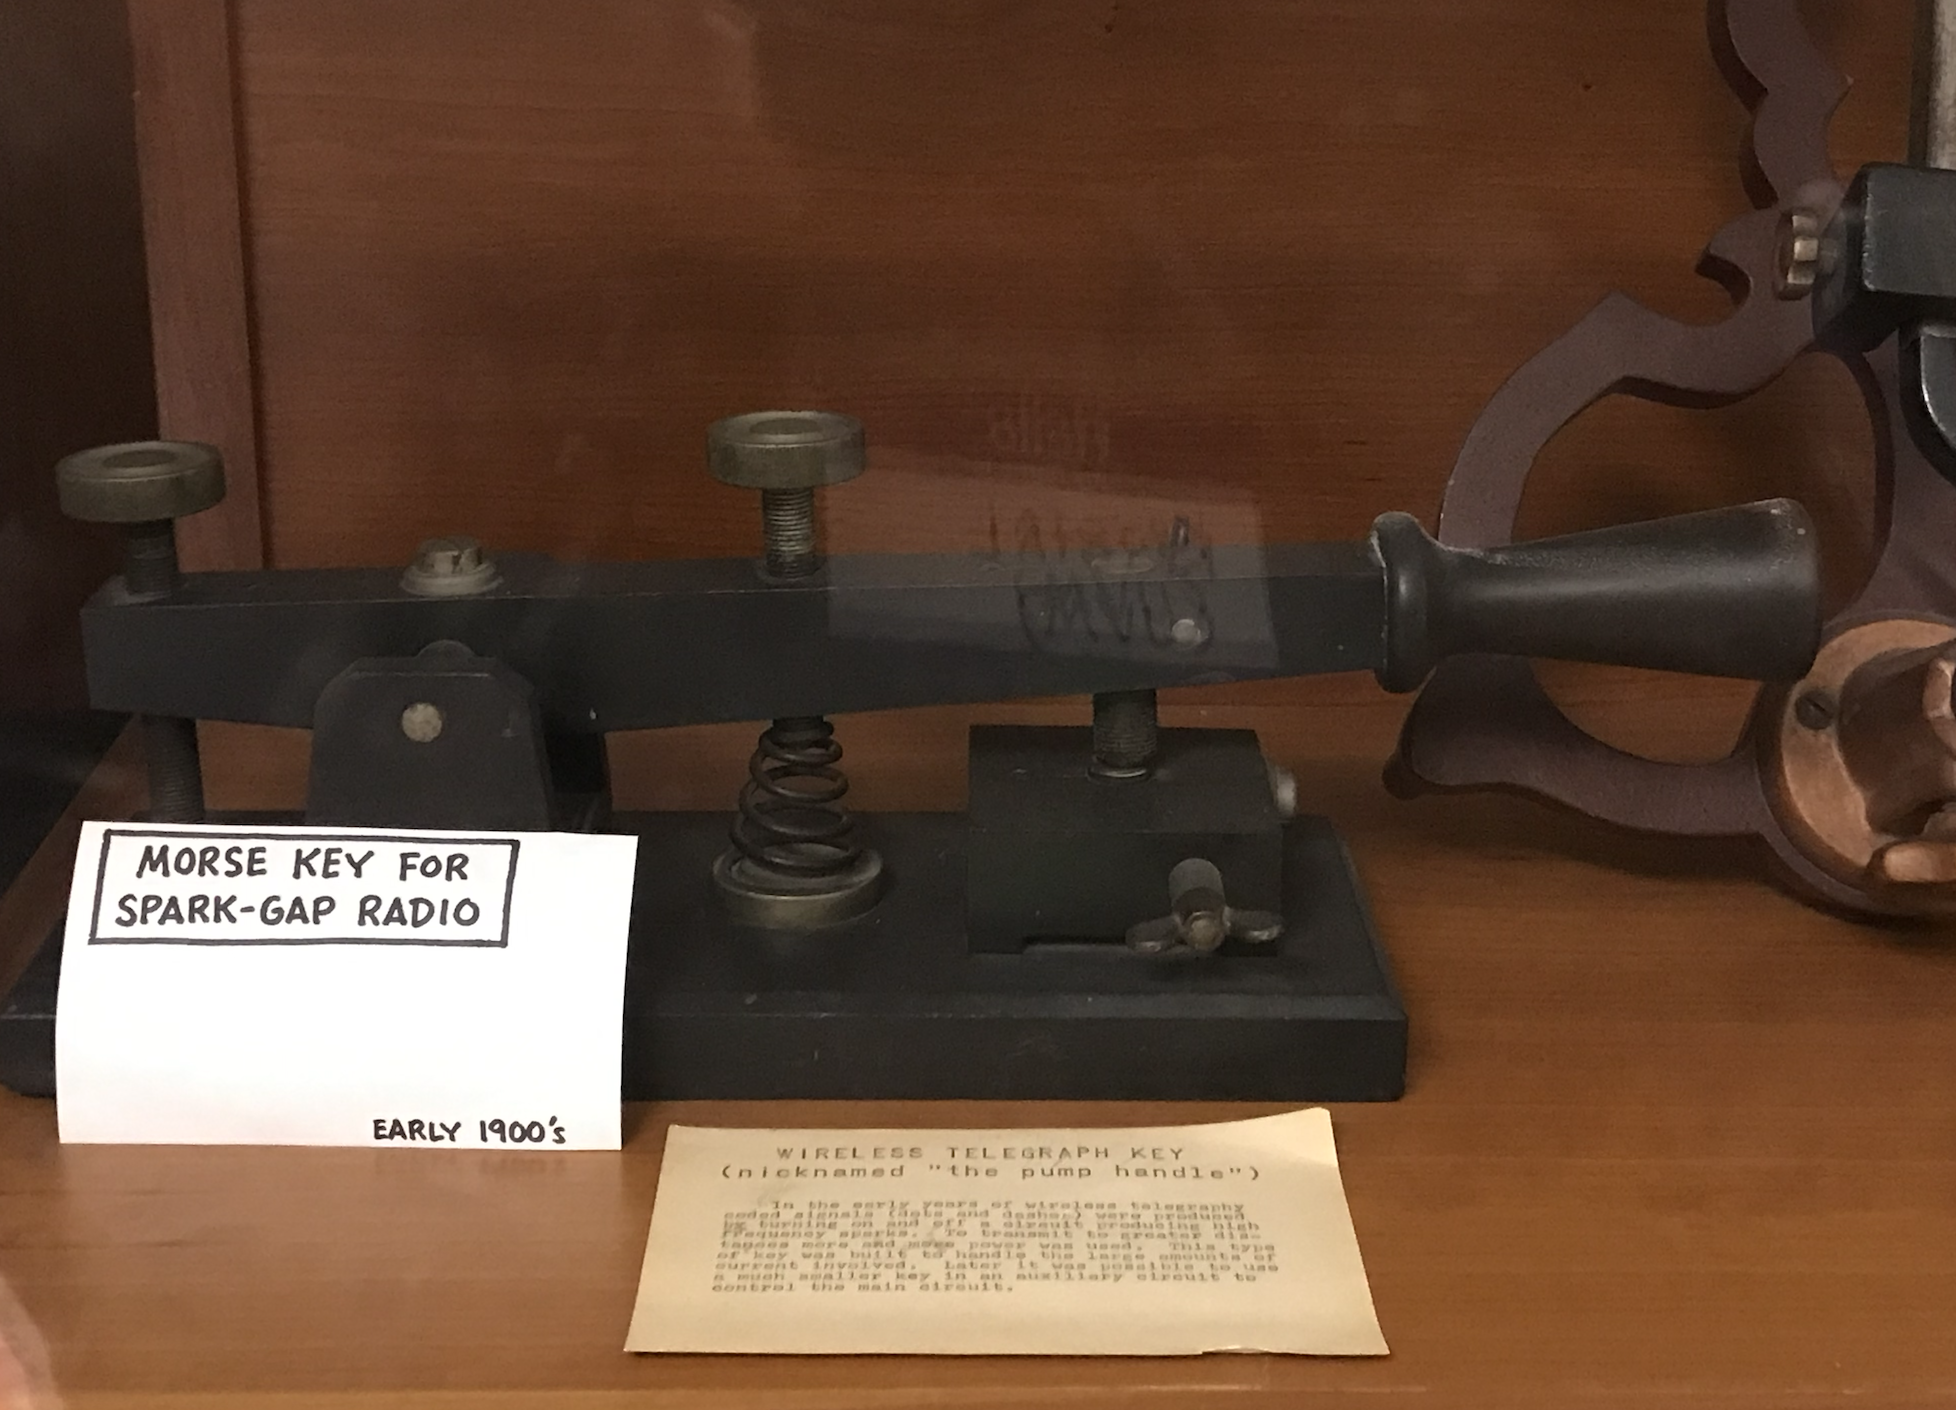 MORSE KEY FOR
SPARK-GAP RADIO
EARLY 1900's
WIRELESS TELEGRAPH KEY
(nicknamed "the pump handle")
In the early years of wireless telegraphy
coded signals (dots and dashes) were produced
by turning on and off a circuit producing high
frequency sparks. To transmit to greater dis-
tances more and more power was used. This type
of key was built to handle the large amounts of
current involved. Later it was possible to use
a much smaller key in an auxiliary circuit to
control the main circuit.